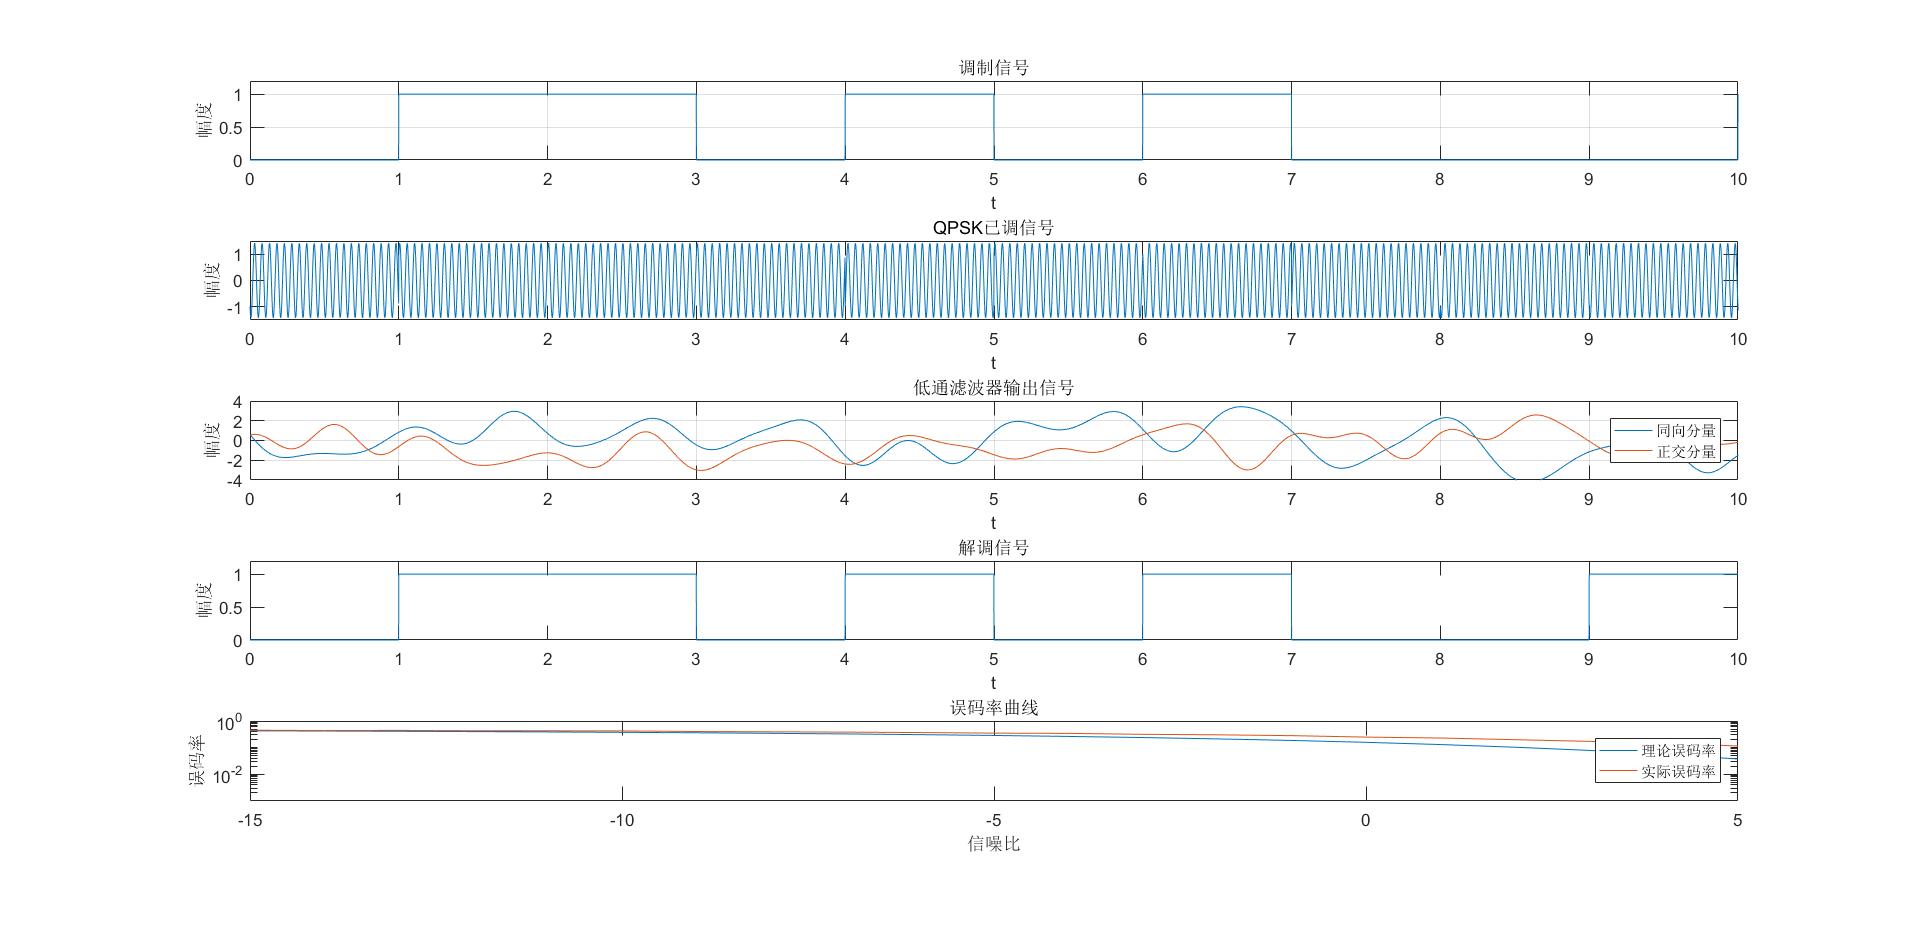 调制信号
幅度
1
0.5
0
0 1 2 3 4 5 6 7 8 9 10
t
QPSK已调信号
幅度
1
0
-1
0 1 2 3 4 5 6 7 8 9 10
t
低通滤波器输出信号
幅度
4
2
0
-2
-4
同向分量
正交分量
0 1 2 3 4 5 6 7 8 9 10
t
解调信号
幅度
1
0.5
0
0 1 2 3 4 5 6 7 8 9 10
t
误码率曲线
误码率
10^0
10^-2
理论误码率
实际误码率
-15 -10 -5 0 5
信噪比